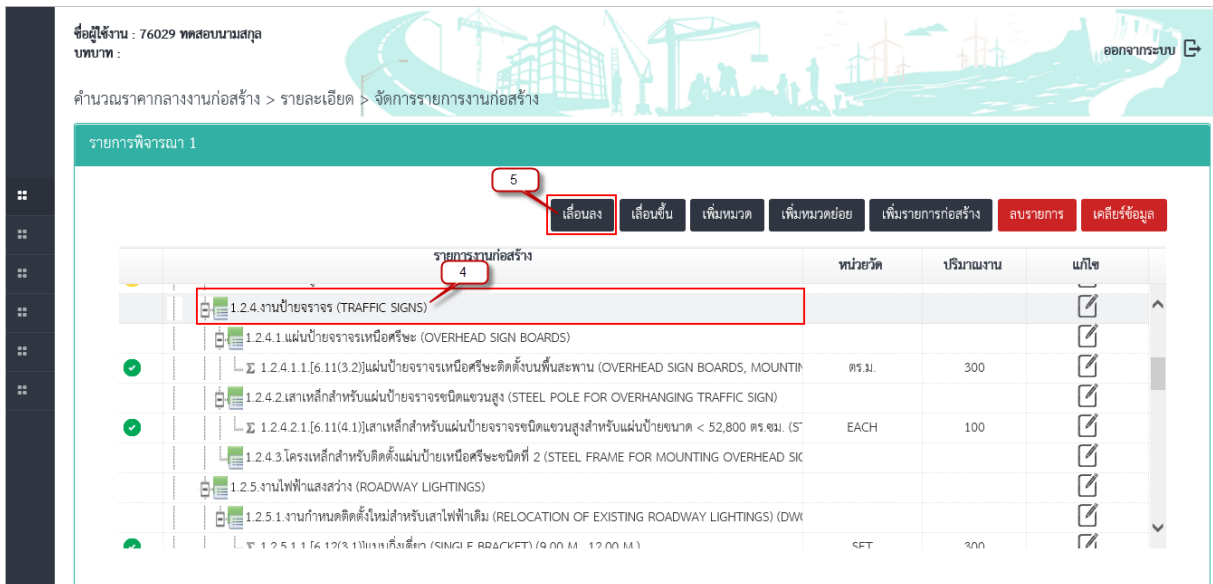 ชื่อผู้ใช้งาน : 76029 ทดสอบนามสกุล
บทบาท :
ออกจากระบบ
คำนวณราคากลางงานก่อสร้าง > รายละเอียด > จัดการรายการงานก่อสร้าง
รายการพิจารณา 1
5
เลื่อนลง เลื่อนขึ้น เพิ่มหมวด เพิ่มหมวดย่อย เพิ่มรายการก่อสร้าง ลบรายการ เคลียร์ข้อมูล
รายการงานก่อสร้าง หน่วยวัด ปริมาณงาน แก้ไข
4
1.2.4.งานป้ายจราจร (TRAFFIC SIGNS)
1.2.4.1.แผ่นป้ายจราจรเหนือศรีษะ (OVERHEAD SIGN BOARDS)
Σ 1.2.4.1.1.[6.11(3.2)]แผ่นป้ายจราจรเหนือศรีษะติดตั้งบนพื้นสะพาน (OVERHEAD SIGN BOARDS, MOUNTIN ตร.ม. 300
1.2.4.2.เสาเหล็กสำหรับแผ่นป้ายจราจรชนิดแขวนสูง (STEEL POLE FOR OVERHANGING TRAFFIC SIGN)
Σ 1.2.4.2.1.[6.11(4.1)]เสาเหล็กสำหรับแผ่นป้ายจราจรชนิดแขวนสูงสำหรับแผ่นป้ายขนาด < 52,800 ตร.ซม. (ST EACH 100
1.2.4.3.โครงเหล็กสำหรับติดตั้งแผ่นป้ายเหนือศรีษะชนิดที่ 2 (STEEL FRAME FOR MOUNTING OVERHEAD SIG
1.2.5.งานไฟฟ้าแสงสว่าง (ROADWAY LIGHTINGS)
1.2.5.1.งานกำหนดติดตั้งใหม่สำหรับเสาไฟฟ้าเดิม (RELOCATION OF EXISTING ROADWAY LIGHTINGS) (DWG
Σ 1.2.5.1.1.[6.12(3.1)]แบบกิ่งเดี่ยว (SINGLE BRACKET) (9.00 M., 12.00 M.) SET 300